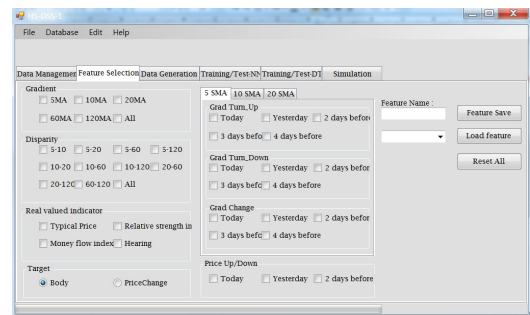 HS-DSS-1
File Database Edit Help
Data Managemer Feature Selection Data Generation Training/Test-NN Training/Test-DT Simulation
Gradient
5MA 10MA 20MA
60MA 120MA All
Disparity
5-10 5-20 5-60 5-120
10-20 10-60 10-120 20-60
20-120 60-120 All
Real valued indicator
Typical Price Relative strength in
Money flow index Hearing
Target
Body PriceChange
5 SMA 10 SMA 20 SMA
Grad Turn_Up
Today Yesterday 2 days before
3 days befo 4 days before
Grad Turn_Down
Today Yesterday 2 days befor
3 days befo 4 days before
Grad Change
Today Yesterday 2 days befor
3 days befo 4 days before
Price Up/Down
Today Yesterday 2 days before
Feature Name :
Feature Save
Load feature
Reset All